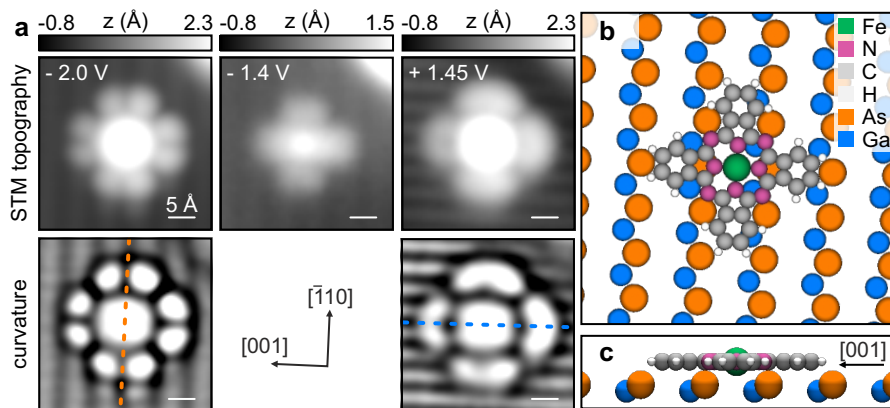 a
-0.8 z (Å) 2.3
-0.8 z (Å) 1.5
-0.8 z (Å) 2.3
STM topography
- 2.0 V
5 Å
- 1.4 V
+ 1.45 V
curvature
[001]
[1̄10]
b
Fe
N
C
H
As
Ga
c
[001]